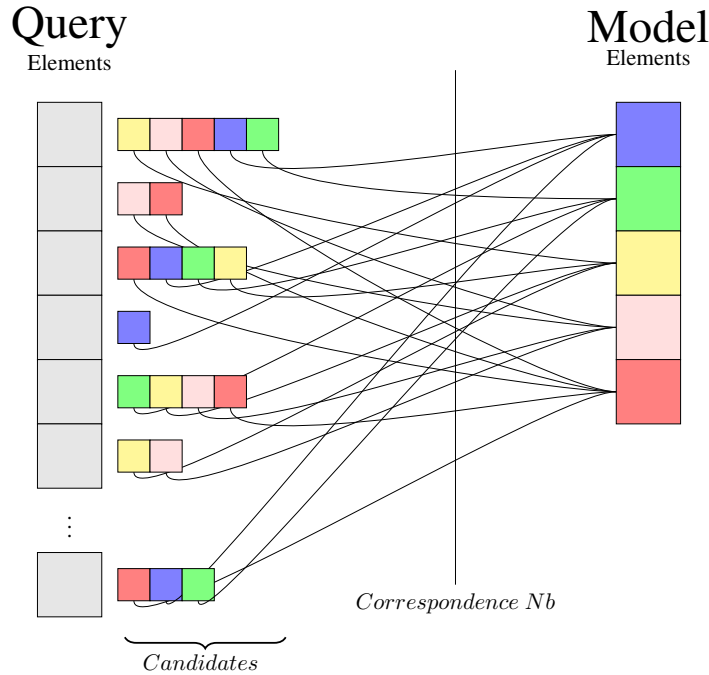 Query
Elements
Model
Elements
⋮
Correspondence Nb
Candidates